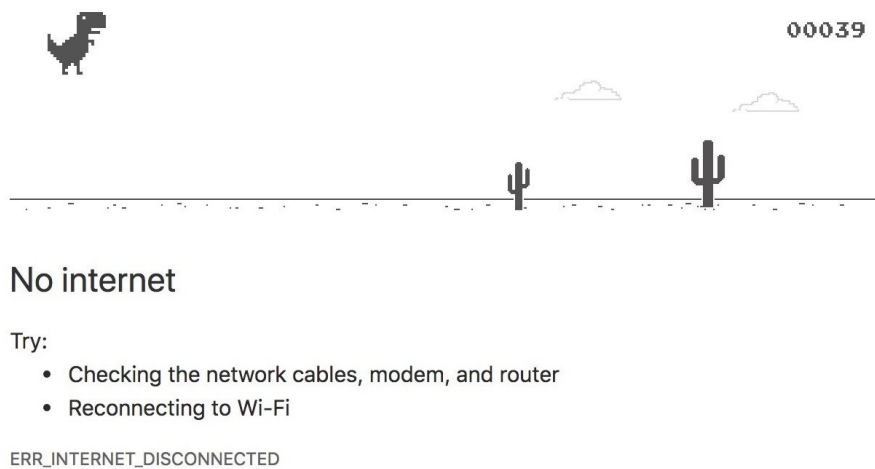 00039
No internet
Try:
• Checking the network cables, modem, and router
• Reconnecting to Wi-Fi
ERR_INTERNET_DISCONNECTED